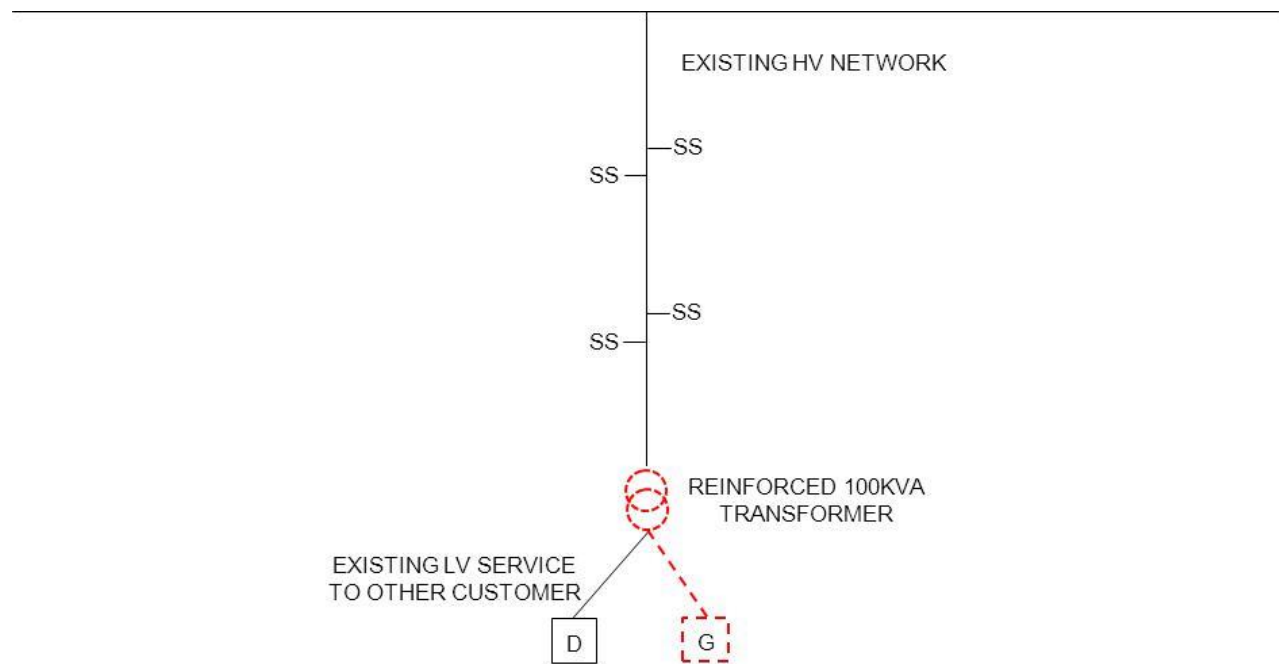 EXISTING HV NETWORK
SS
SS
SS
SS
REINFORCED 100KVA
TRANSFORMER
EXISTING LV SERVICE
TO OTHER CUSTOMER
D
G